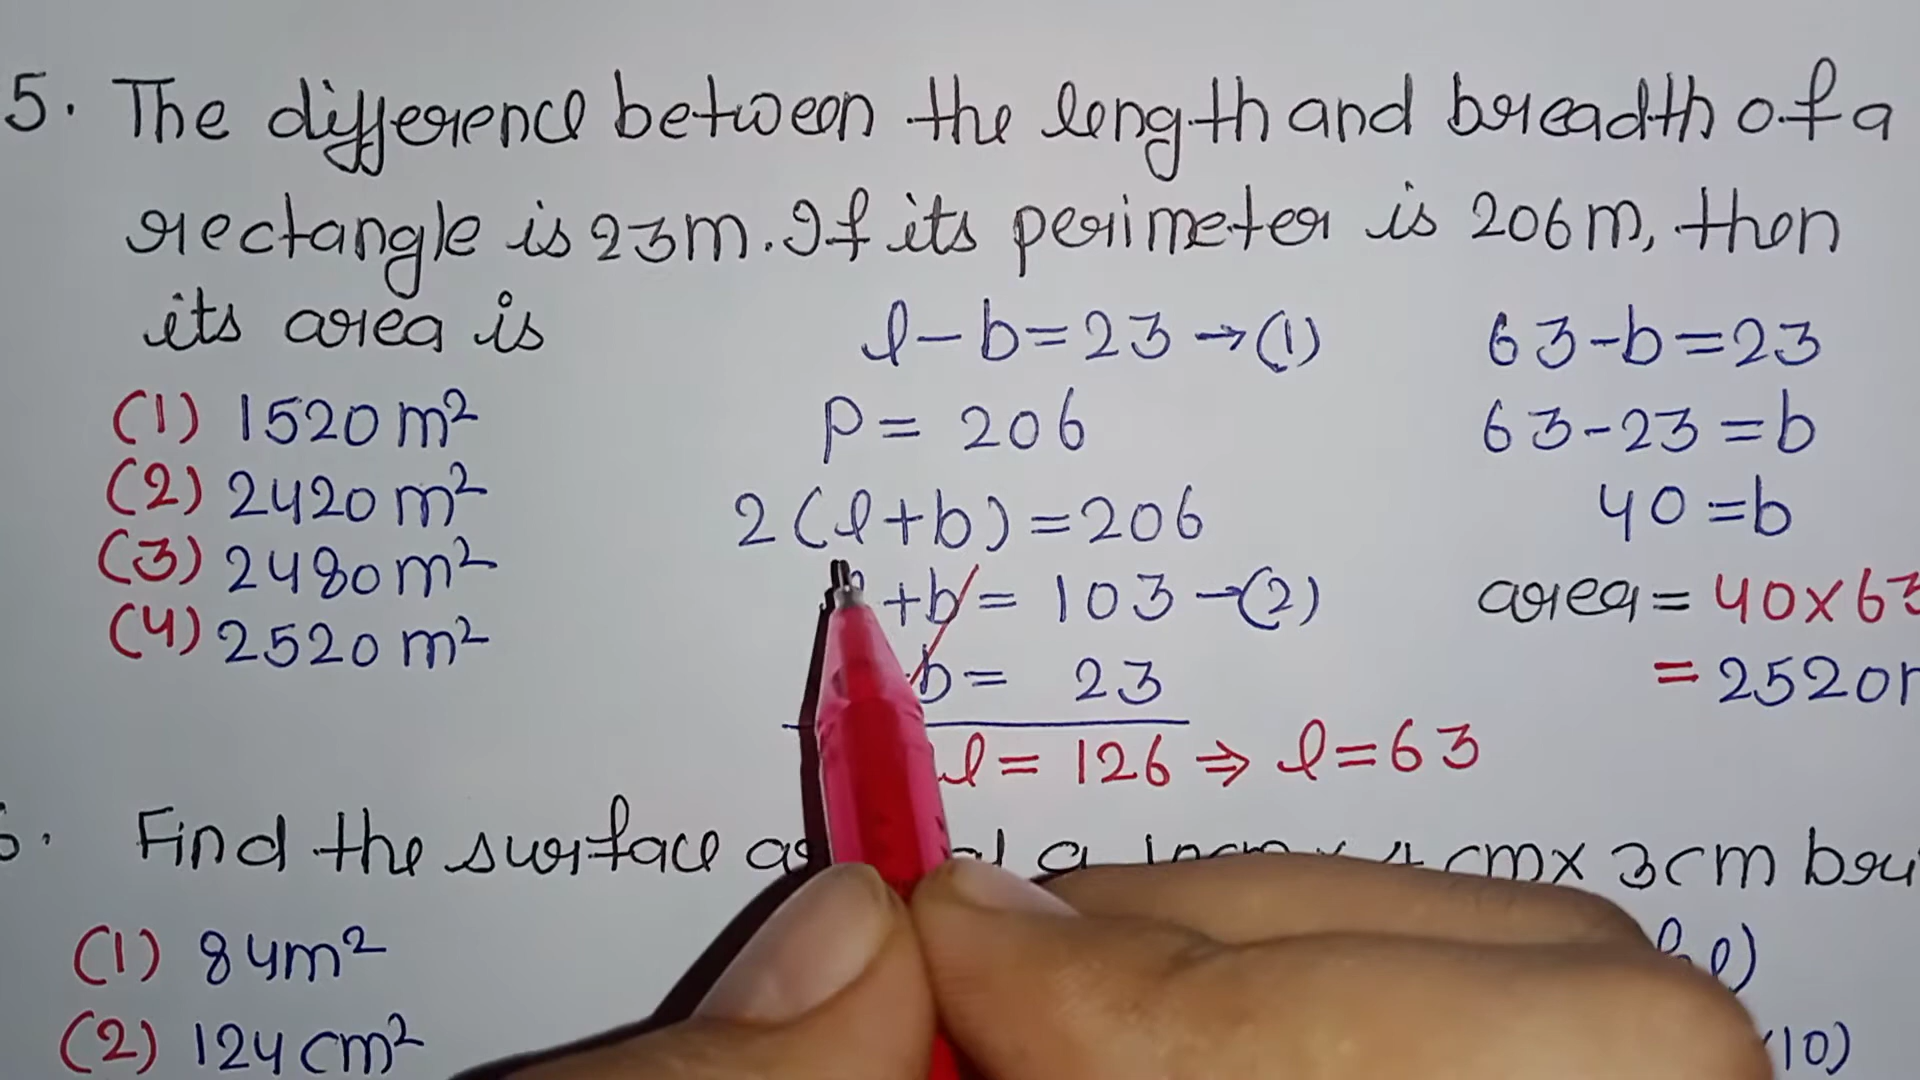 5. The difference between the length and breadth of a
rectangle is 23m. If its perimeter is 206m, then
its area is
(1) 1520 m²
(2) 2420 m²
(3) 2480 m²
(4) 2520 m²
l - b = 23 → (1)
P = 206
2(l+b) = 206
+b = 103 → (2)
b = 23
l = 126 ⇒ l = 63
63 - b = 23
63 - 23 = b
40 = b
area = 40 x 63
= 2520
Find the surface a cm x 3cm
(1) 84m²
(2) 124cm²
l)
10)